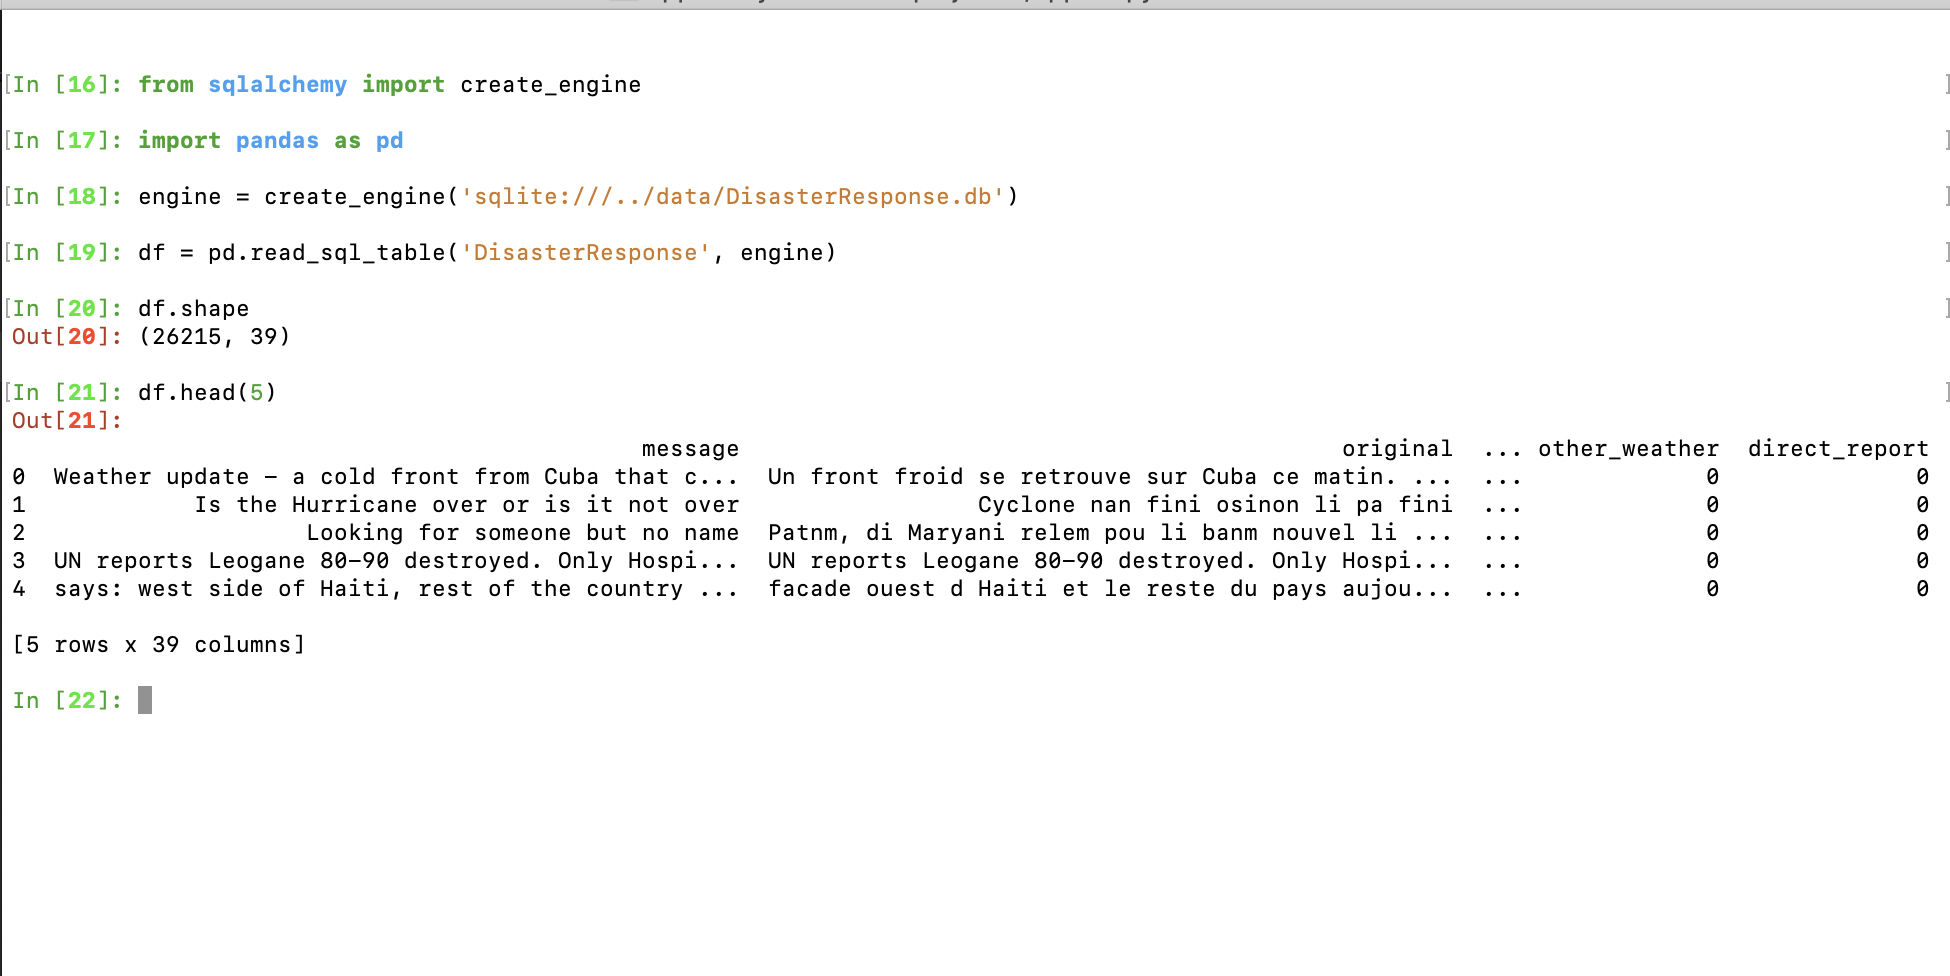 In [16]: from sqlalchemy import create_engine
In [17]: import pandas as pd
In [18]: engine = create_engine('sqlite:///../data/DisasterResponse.db')
In [19]: df = pd.read_sql_table('DisasterResponse', engine)
In [20]: df.shape
Out[20]: (26215, 39)
In [21]: df.head(5)
Out[21]:
message original ... other_weather direct_report
0 Weather update - a cold front from Cuba that c... Un front froid se retrouve sur Cuba ce matin. ... ... 0 0
1 Is the Hurricane over or is it not over Cyclone nan fini osinon li pa fini ... 0 0
2 Looking for someone but no name Patnm, di Maryani relem pou li banm nouvel li ... ... 0 0
3 UN reports Leogane 80-90 destroyed. Only Hospi... UN reports Leogane 80-90 destroyed. Only Hospi... ... 0 0
4 says: west side of Haiti, rest of the country ... facade ouest d Haiti et le reste du pays aujou... ... 0 0
[5 rows x 39 columns]
In [22]: